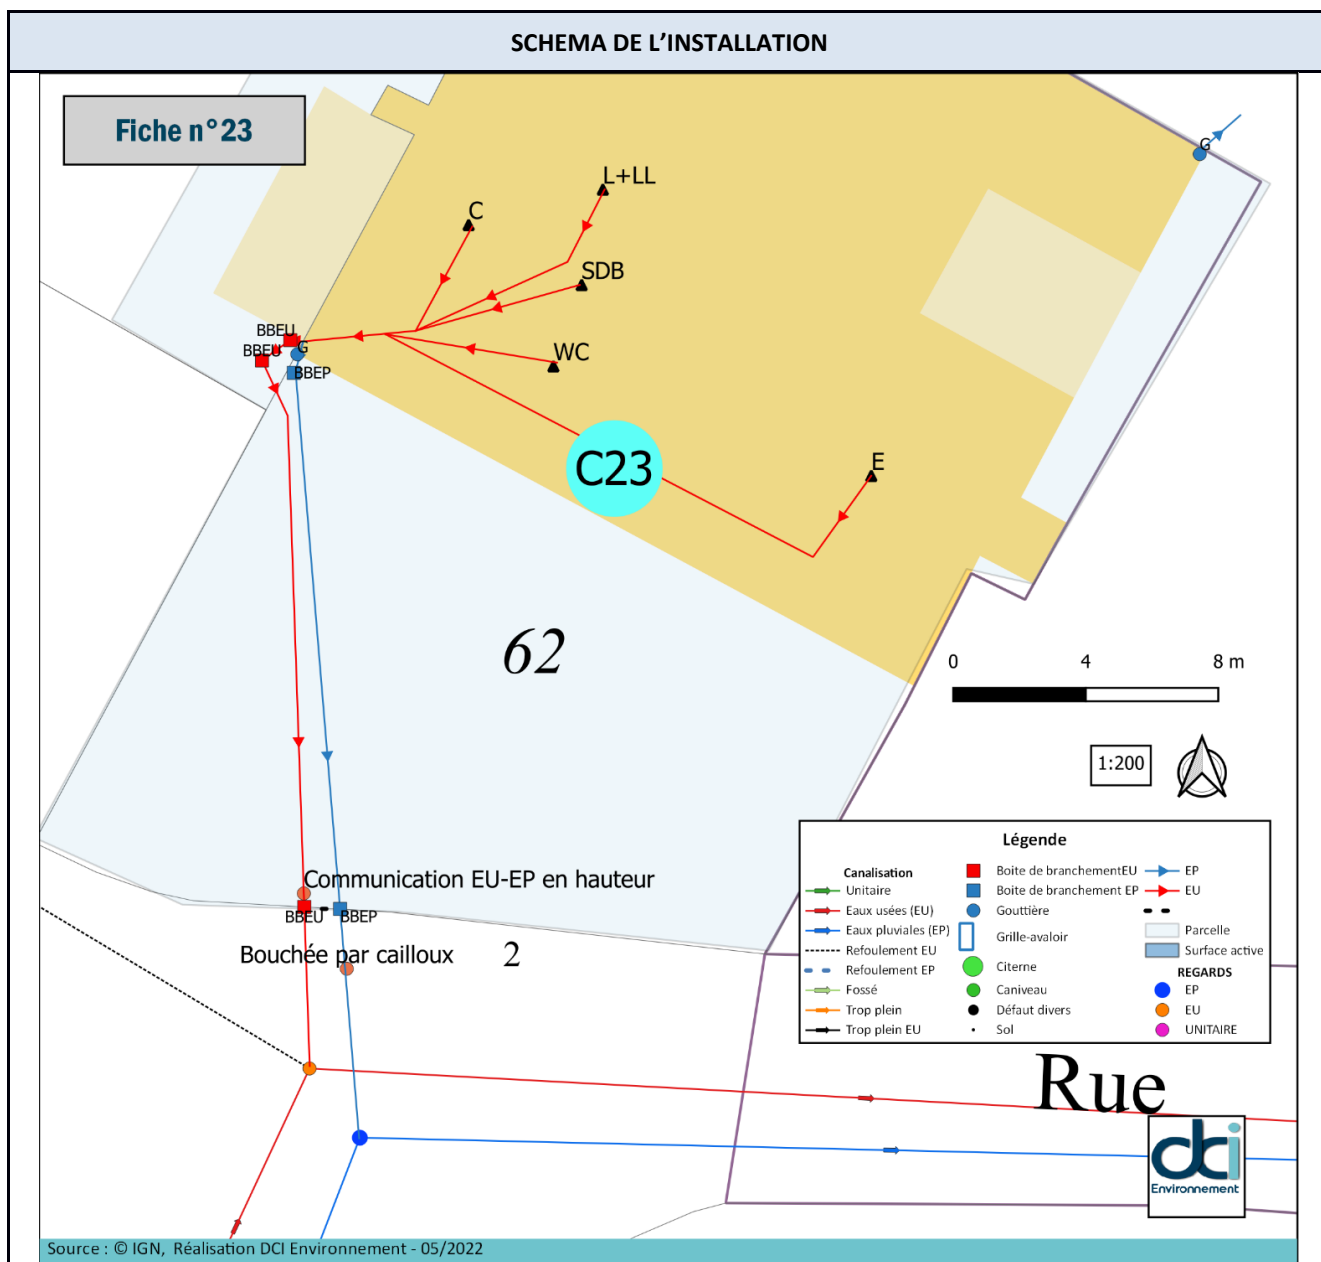 SCHEMA DE L'INSTALLATION
Fiche n°23
G
L+LL
C
SDB
BBEU
G
BBEU
WC
BBEP
E
C23
62
0 4 8 m
1:200
Communication EU-EP en hauteur
BBEU
BBEP
Bouchée par cailloux
2
Légende
Canalisation
Unitaire
Eaux usées (EU)
Eaux pluviales (EP)
Refoulement EU
Refoulement EP
Fossé
Trop plein
Trop plein EU
Boite de branchementEU
Boite de branchement EP
Gouttière
Grille-avaloir
Citerne
Caniveau
Défaut divers
Sol
EP
EU
Parcelle
Surface active
REGARDS
EP
EU
UNITAIRE
Rue
dci
Environnement
Source : © IGN, Réalisation DCI Environnement - 05/2022